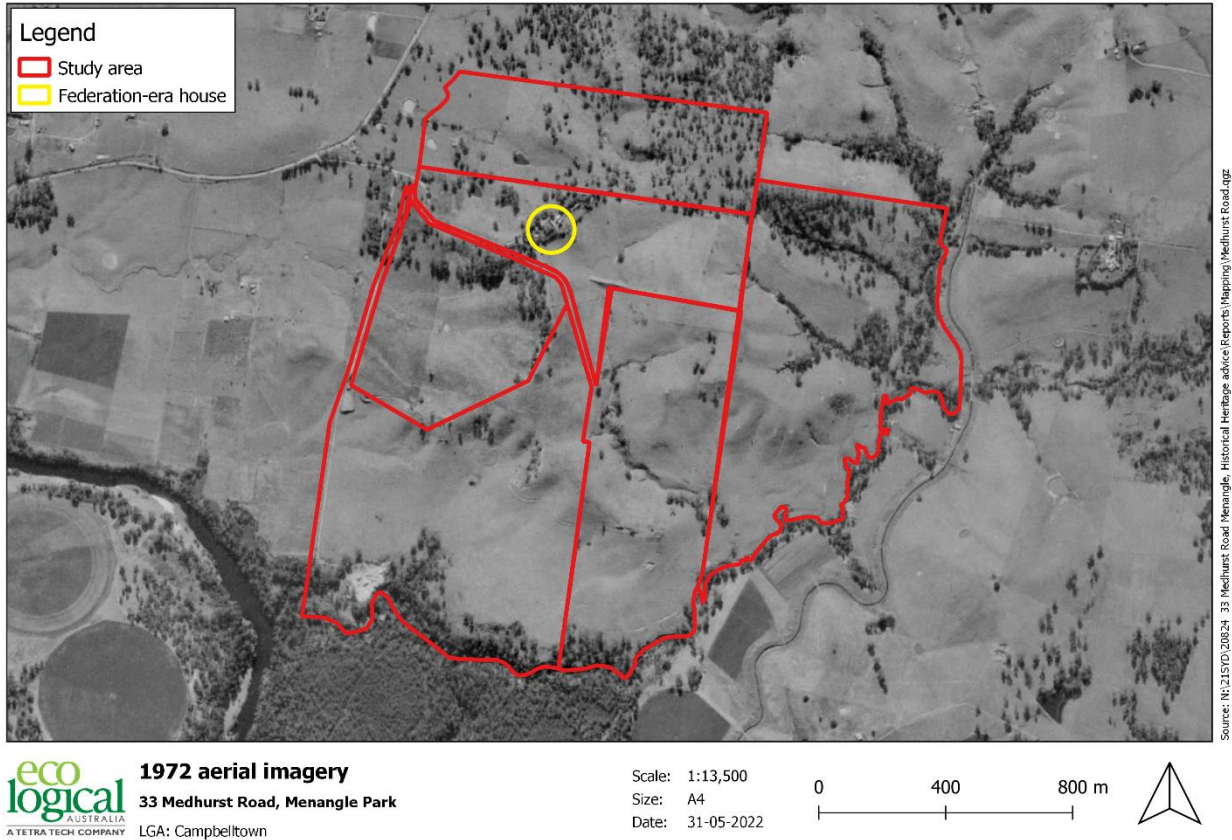 Legend
Study area
Federation-era house
Source: N:\21SYD\20824 33 Medhurst Road Menangle, Historical Heritage advice\Reports\Mapping\Medhurst Road.qgz
eco
logical
AUSTRALIA
A TETRA TECH COMPANY
1972 aerial imagery
33 Medhurst Road, Menangle Park
LGA: Campbelltown
Scale: 1:13,500
Size: A4
Date: 31-05-2022
0 400 800 m